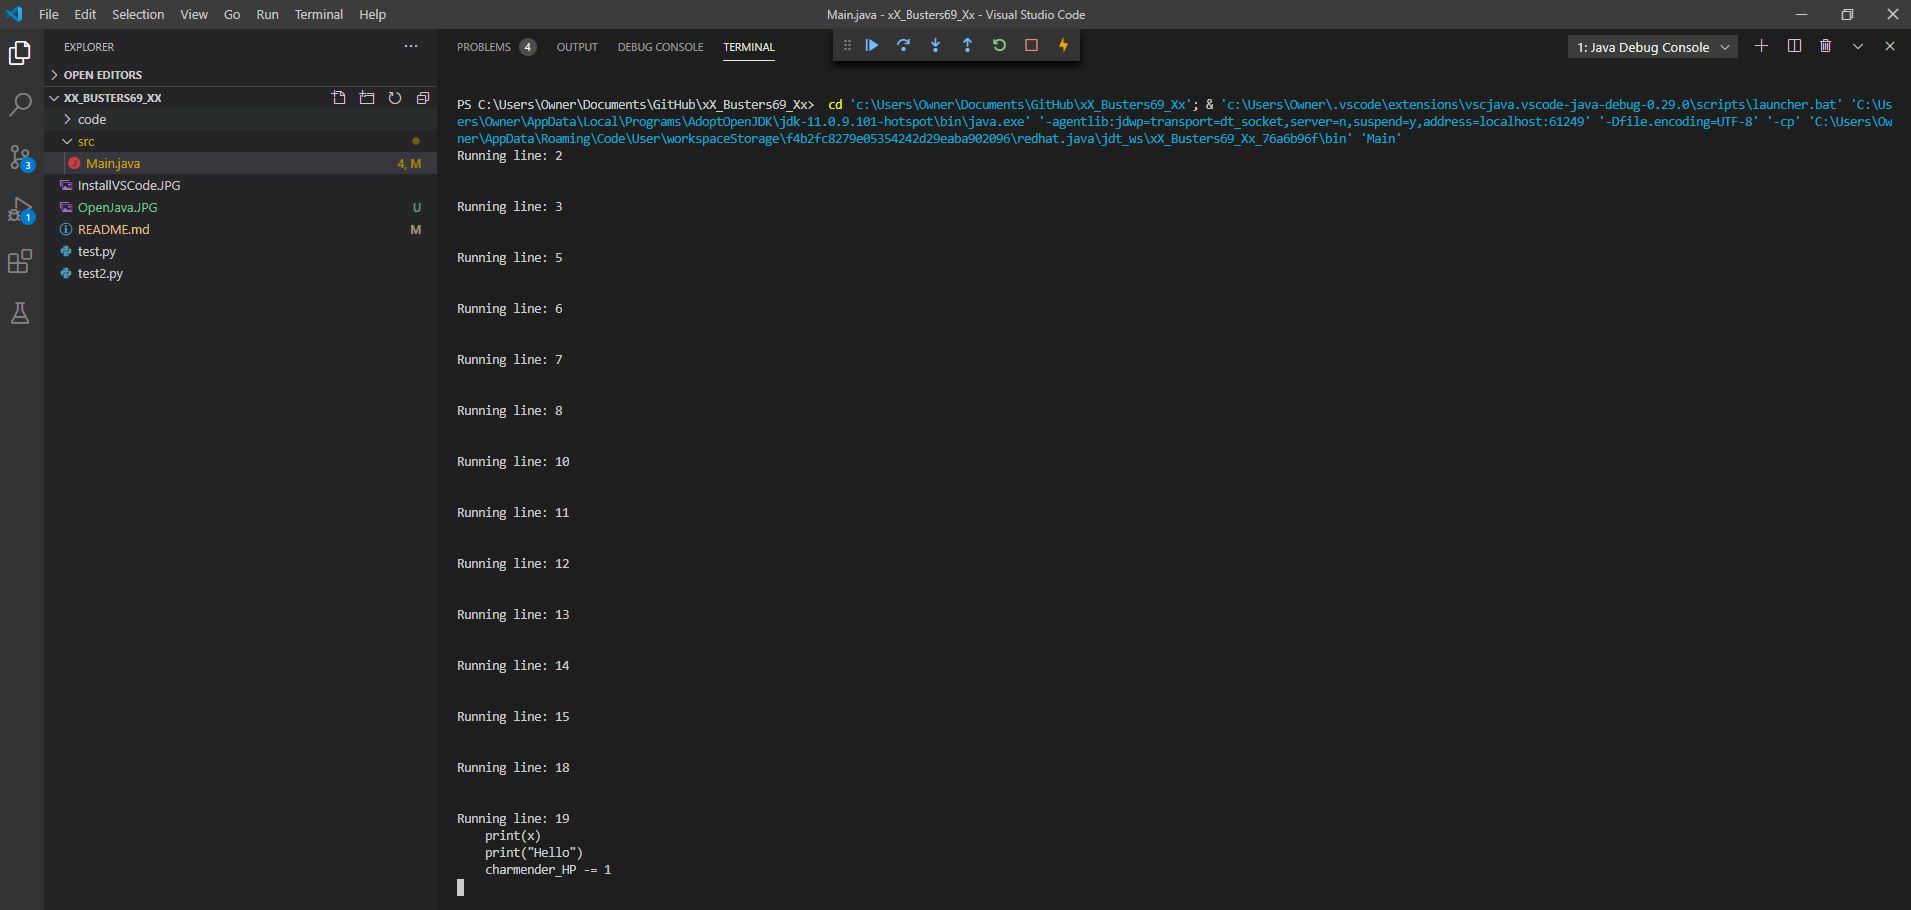 File Edit Selection View Go Run Terminal Help
Main.java - xX_Busters69_Xx - Visual Studio Code
EXPLORER
OPEN EDITORS
XX_BUSTERS69_XX
code
src
Main.java 4, M
InstallVSCode.JPG
OpenJava.JPG U
README.md M
test.py
test2.py
3
1
PROBLEMS 4 OUTPUT DEBUG CONSOLE TERMINAL
1: Java Debug Console
PS C:\Users\Owner\Documents\GitHub\xX_Busters69_Xx>  cd 'c:\Users\Owner\Documents\GitHub\xX_Busters69_Xx'; & 'c:\Users\Owner\.vscode\extensions\vscjava.vscode-java-debug-0.29.0\scripts\launcher.bat' 'C:\Us
ers\Owner\AppData\Local\Programs\AdoptOpenJDK\jdk-11.0.9.101-hotspot\bin\java.exe' '-agentlib:jdwp=transport=dt_socket,server=n,suspend=y,address=localhost:61249' '-Dfile.encoding=UTF-8' '-cp' 'C:\Users\Ow
ner\AppData\Roaming\Code\User\workspaceStorage\f4b2fc8279e05354242d29eaba902096\redhat.java\jdt_ws\xX_Busters69_Xx_76a6b96f\bin' 'Main'
Running line: 2
Running line: 3
Running line: 5
Running line: 6
Running line: 7
Running line: 8
Running line: 10
Running line: 11
Running line: 12
Running line: 13
Running line: 14
Running line: 15
Running line: 18
Running line: 19
    print(x)
    print("Hello")
    charmender_HP -= 1